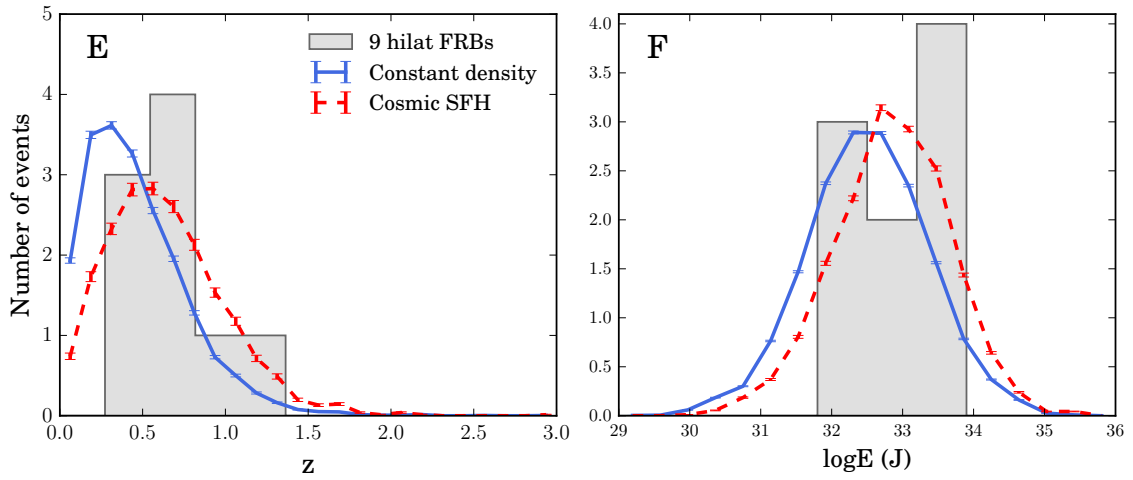 E
9 hilat FRBs
Constant density
Cosmic SFH
Number of events
5
4
3
2
1
0
0.0 0.5 1.0 1.5 2.0 2.5 3.0
z
F
4.0
3.5
3.0
2.5
2.0
1.5
1.0
0.5
0.0
29 30 31 32 33 34 35 36
logE (J)